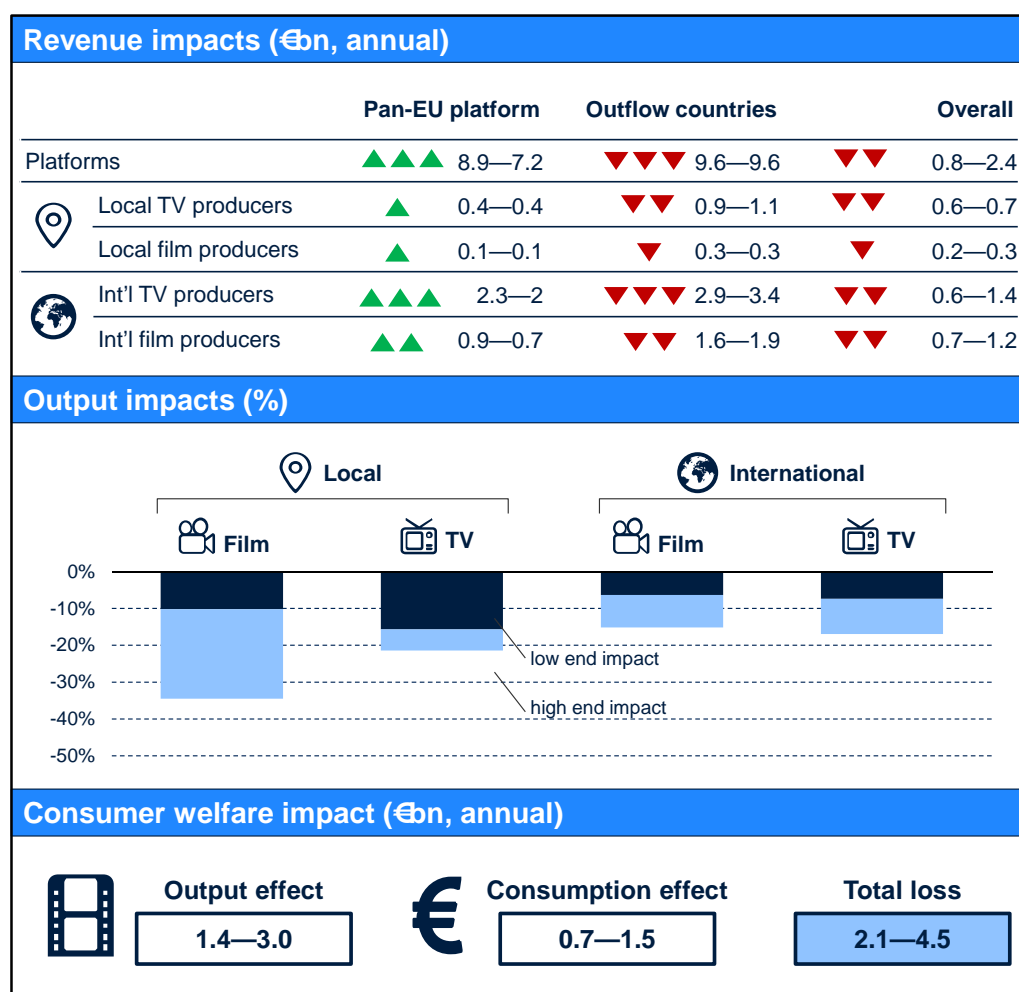 Revenue impacts (€bn, annual)
Pan-EU platform Outflow countries Overall
Platforms ▲▲▲ 8.9—7.2 ▼▼▼ 9.6—9.6 ▼▼ 0.8—2.4
Local TV producers ▲ 0.4—0.4 ▼▼ 0.9—1.1 ▼▼ 0.6—0.7
Local film producers ▲ 0.1—0.1 ▼ 0.3—0.3 ▼ 0.2—0.3
Int'l TV producers ▲▲▲ 2.3—2 ▼▼▼ 2.9—3.4 ▼▼ 0.6—1.4
Int'l film producers ▲▲ 0.9—0.7 ▼▼ 1.6—1.9 ▼▼ 0.7—1.2
Output impacts (%)
Local International
Film TV Film TV
0%
-10%
-20%
low end impact
-30%
high end impact
-40%
-50%
Consumer welfare impact (€bn, annual)
Output effect € Consumption effect Total loss
1.4—3.0 0.7—1.5 2.1—4.5